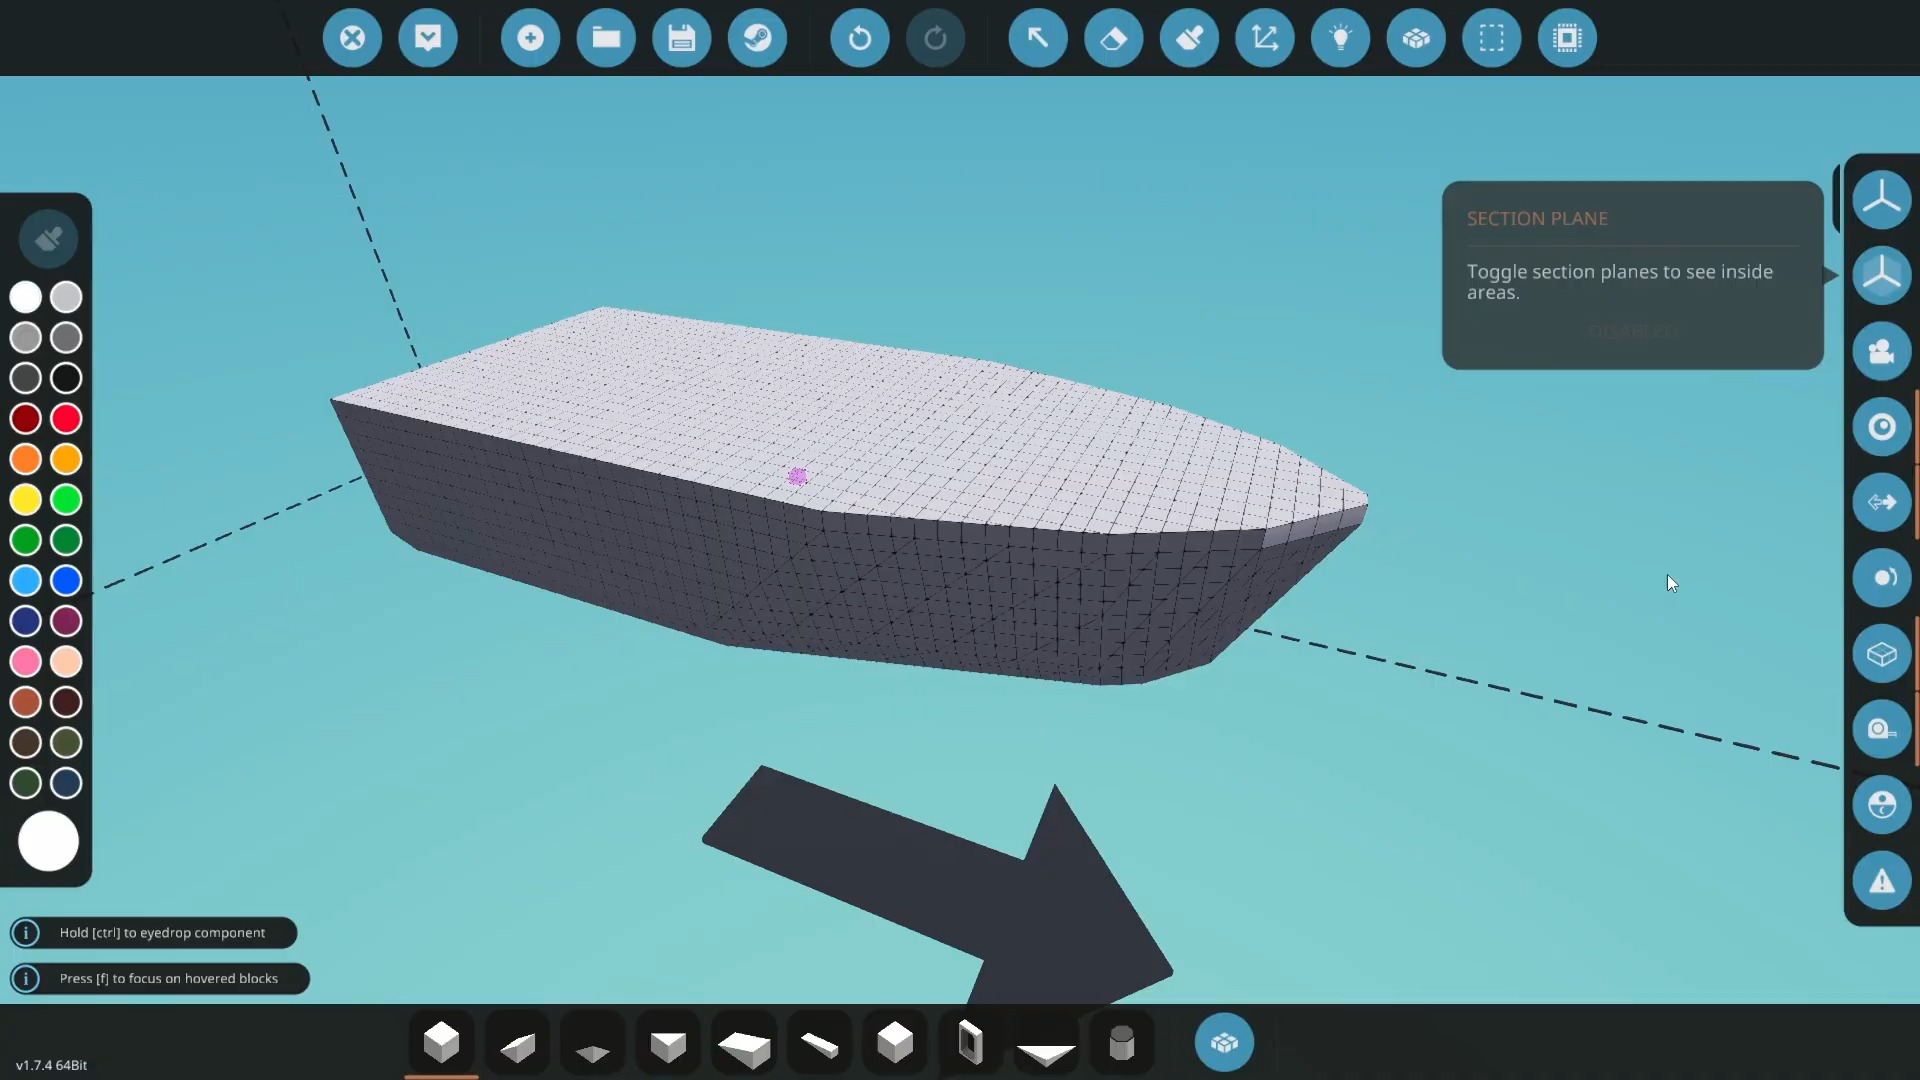 SECTION PLANE
Toggle section planes to see inside
areas.
DISABLED
Hold [ctrl] to eyedrop component
Press [f] to focus on hovered blocks
v1.7.4 64Bit